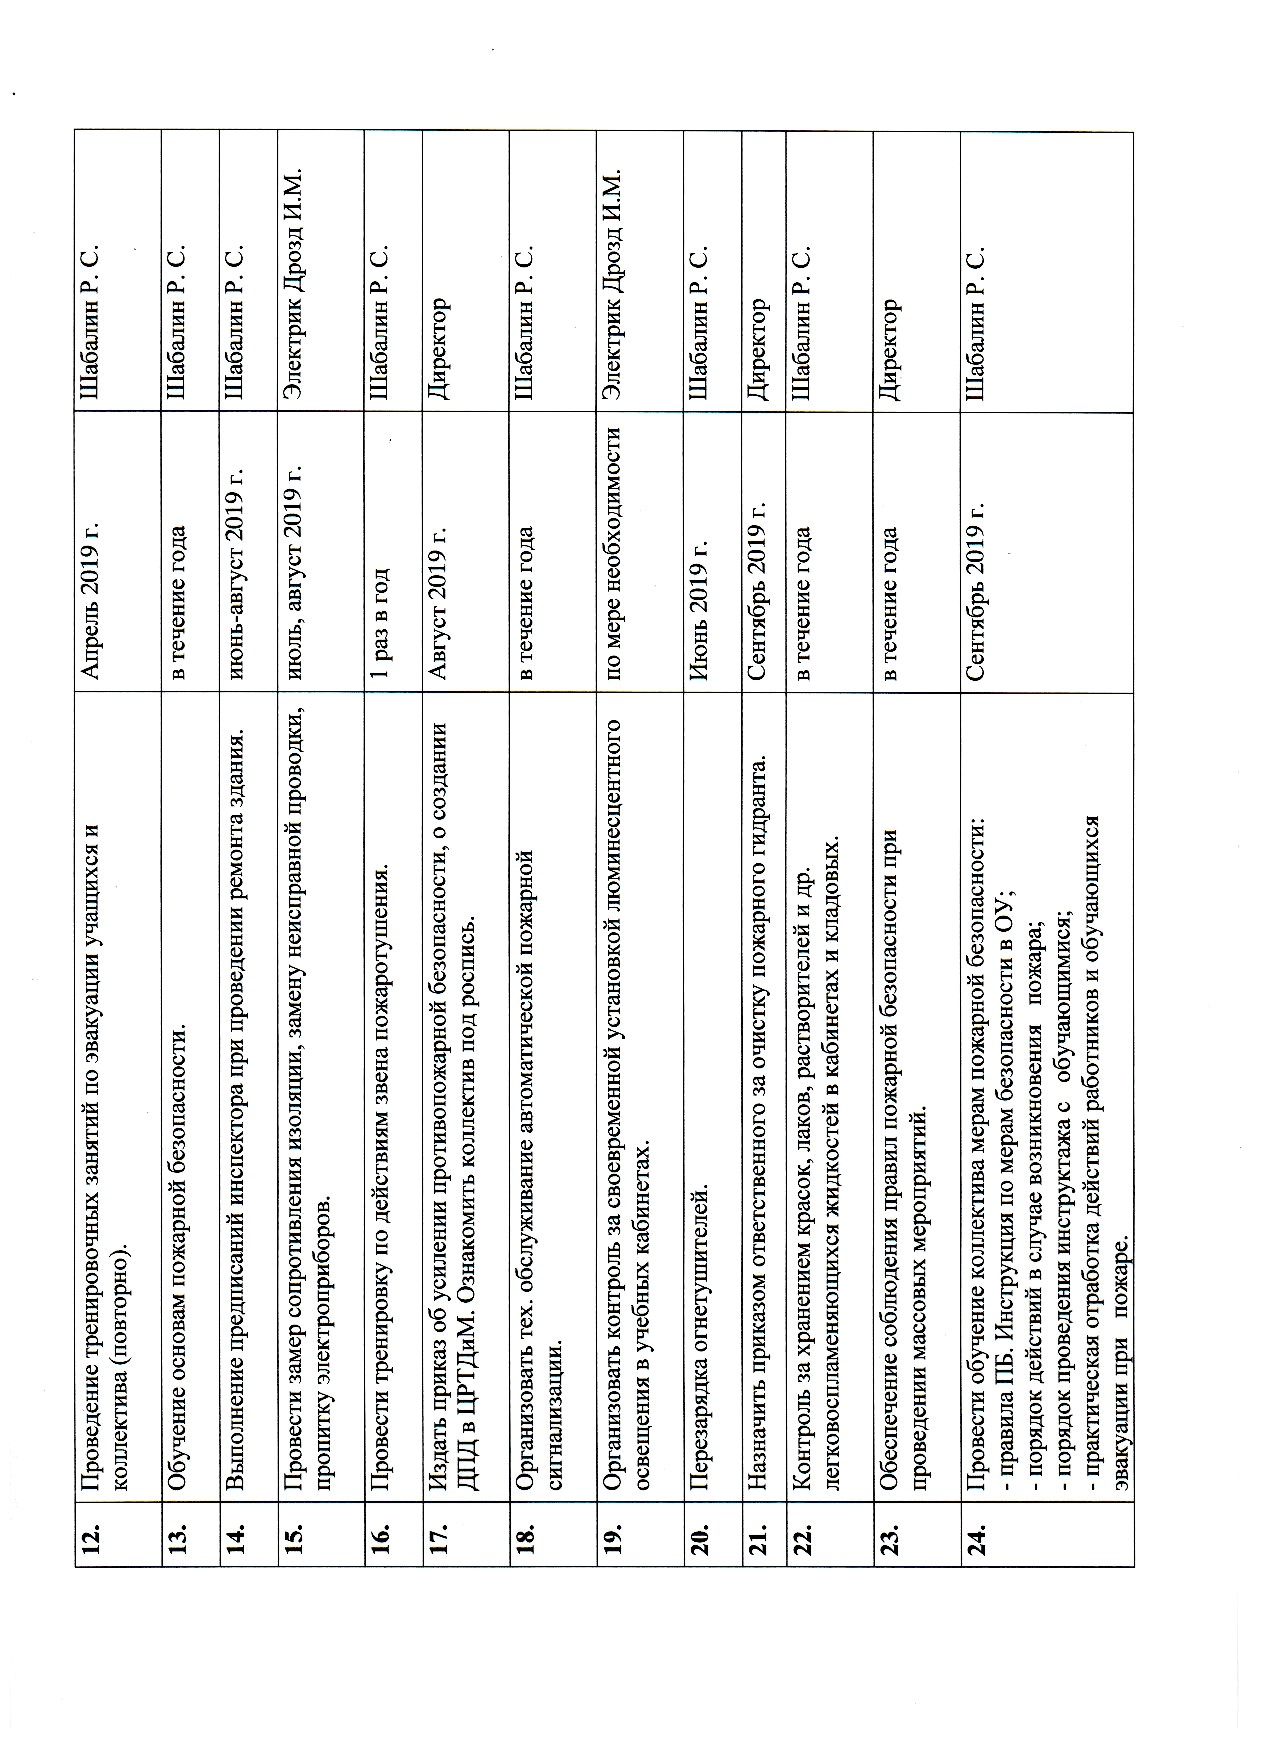 12. Проведение тренировочных занятий по эвакуации учащихся и Апрель 2019 г. Шабалин Р. С.
коллектива (повторно).
13. Обучение основам пожарной безопасности. в течение года Шабалин Р. С.
14. Выполнение предписаний инспектора при проведении ремонта здания. июнь-август 2019 г. Шабалин Р. С.
15. Провести замер сопротивления изоляции, замену неисправной проводки, июль, август 2019 г. Электрик Дрозд И.М.
пропитку электроприборов.
16. Провести тренировку по действиям звена пожаротушения. 1 раз в год Шабалин Р. С.
17. Издать приказ об усилении противопожарной безопасности, о создании Август 2019 г. Директор
ДПД в ЦРТДиМ. Ознакомить коллектив под роспись.
18. Организовать тех. обслуживание автоматической пожарной в течение года Шабалин Р. С.
сигнализации.
19. Организовать контроль за своевременной установкой люминесцентного по мере необходимости Электрик Дрозд И.М.
освещения в учебных кабинетах.
20. Перезарядка огнетушителей. Июнь 2019 г. Шабалин Р. С.
21. Назначить приказом ответственного за очистку пожарного гидранта. Сентябрь 2019 г. Директор
22. Контроль за хранением красок, лаков, растворителей и др. в течение года Шабалин Р. С.
легковоспламеняющихся жидкостей в кабинетах и кладовых.
23. Обеспечение соблюдения правил пожарной безопасности при в течение года Директор
проведении массовых мероприятий.
24. Провести обучение коллектива мерам пожарной безопасности: Сентябрь 2019 г. Шабалин Р. С.
- правила ПБ. Инструкция по мерам безопасности в ОУ;
- порядок действий в случае возникновения пожара;
- порядок проведения инструктажа с обучающимися;
- практическая отработка действий работников и обучающихся
эвакуации при пожаре.